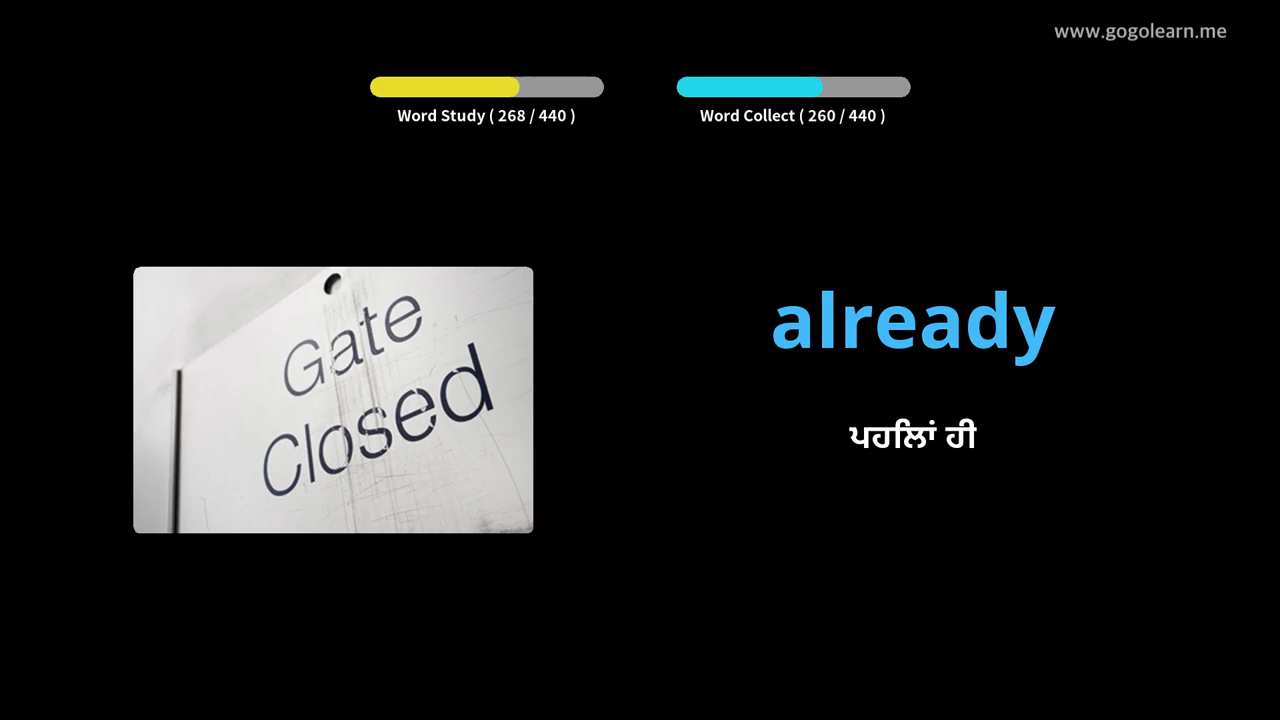 www.gogolearn.me
Word Study ( 268 / 440 )
Word Collect ( 260 / 440 )
Gate
Closed
already
ਪਹਿਲਾਂ ਹੀ